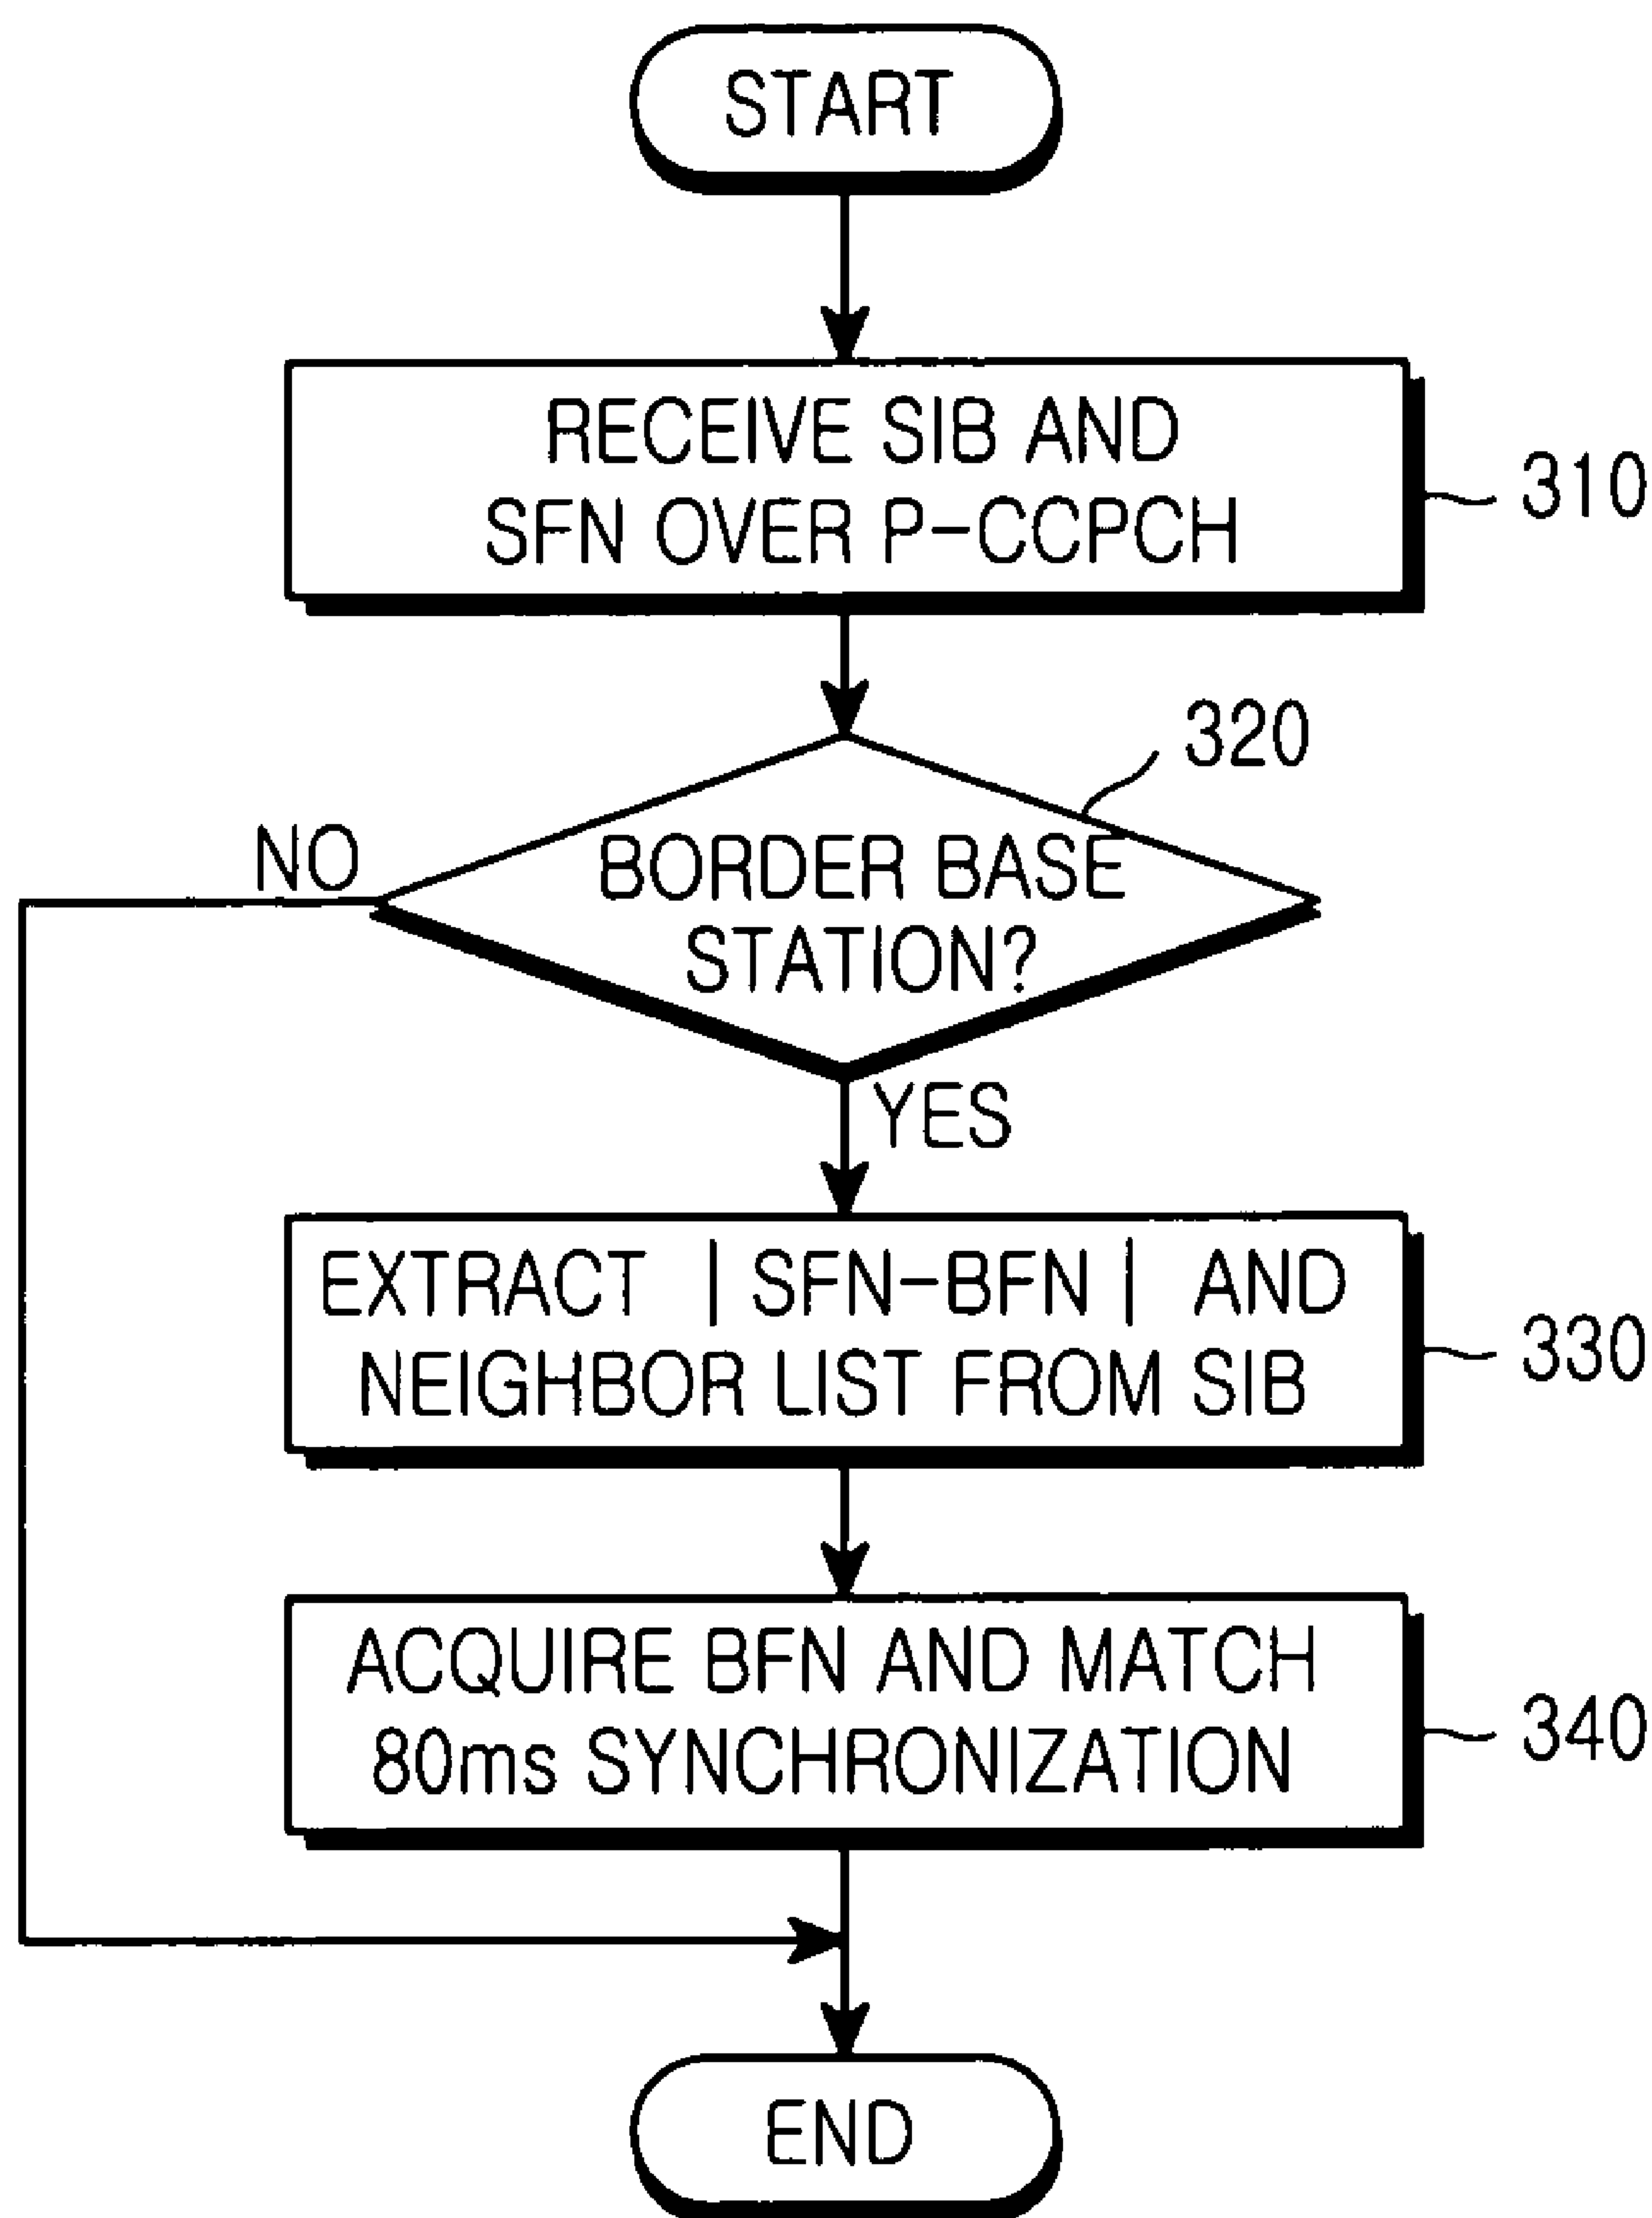 START
RECEIVE SIB AND
SFN OVER P-CCPCH
310
320
NO
BORDER BASE
STATION?
YES
EXTRACT | SFN-BFN | AND
NEIGHBOR LIST FROM SIB
330
ACQUIRE BFN AND MATCH
80ms SYNCHRONIZATION
340
END